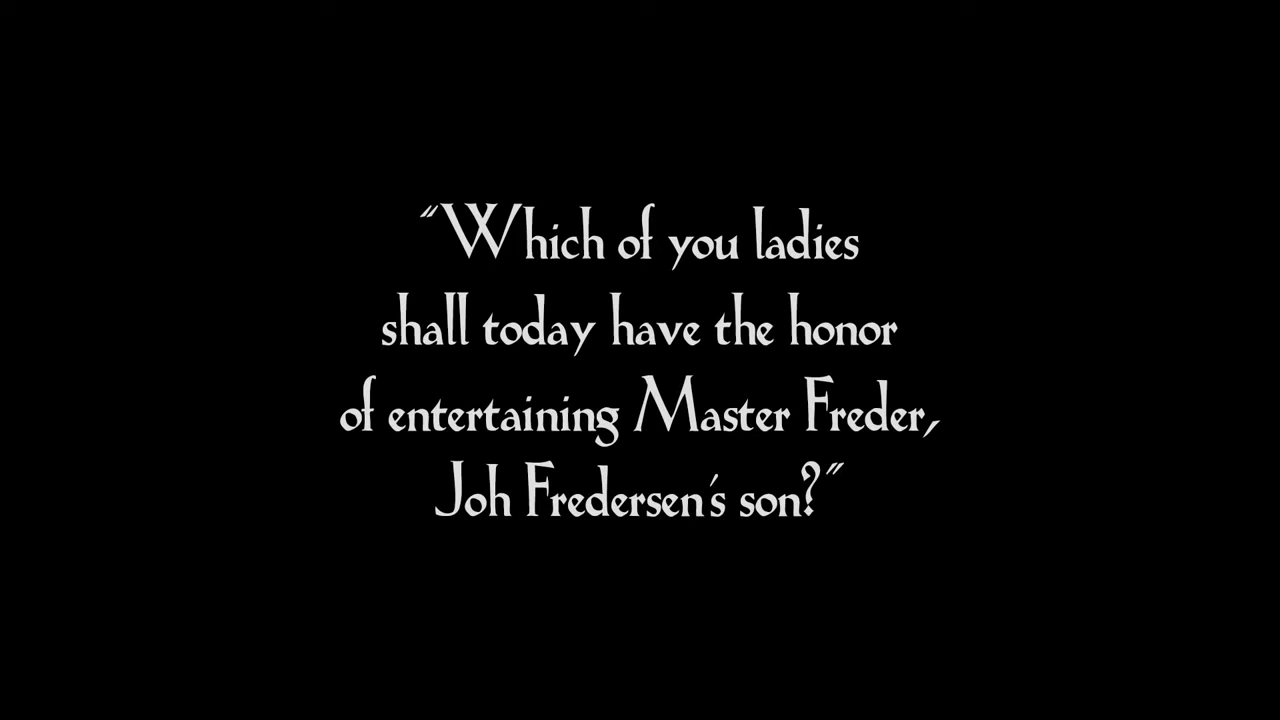 “Which of you ladies
shall today have the honor
of entertaining Master Freder,
Joh Fredersen's son?”